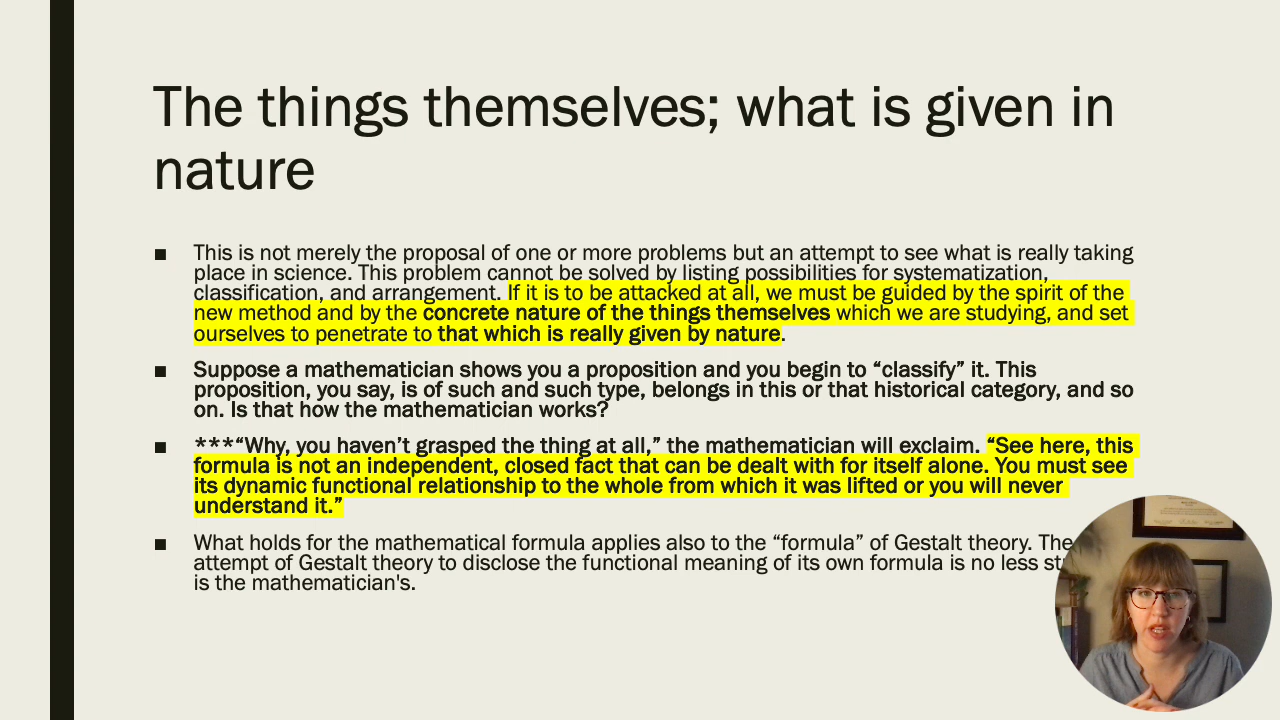 The things themselves; what is given in
nature
■ This is not merely the proposal of one or more problems but an attempt to see what is really taking
place in science. This problem cannot be solved by listing possibilities for systematization,
classification, and arrangement. If it is to be attacked at all, we must be guided by the spirit of the
new method and by the concrete nature of the things themselves which we are studying, and set
ourselves to penetrate to that which is really given by nature.
■ Suppose a mathematician shows you a proposition and you begin to “classify” it. This
proposition, you say, is of such and such type, belongs in this or that historical category, and so
on. Is that how the mathematician works?
■ ***“Why, you haven’t grasped the thing at all,” the mathematician will exclaim. “See here, this
formula is not an independent, closed fact that can be dealt with for itself alone. You must see
its dynamic functional relationship to the whole from which it was lifted or you will never
understand it.”
■ What holds for the mathematical formula applies also to the “formula” of Gestalt theory. The
attempt of Gestalt theory to disclose the functional meaning of its own formula is no less
is the mathematician's.